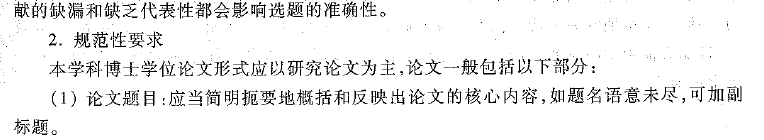 献的缺漏和缺乏代表性都会影响选题的准确性。
2. 规范性要求
本学科博士学位论文形式应以研究论文为主,论文一般包括以下部分:
(1) 论文题目:应当简明扼要地概括和反映出论文的核心内容,如题名语意未尽,可加副
标题。